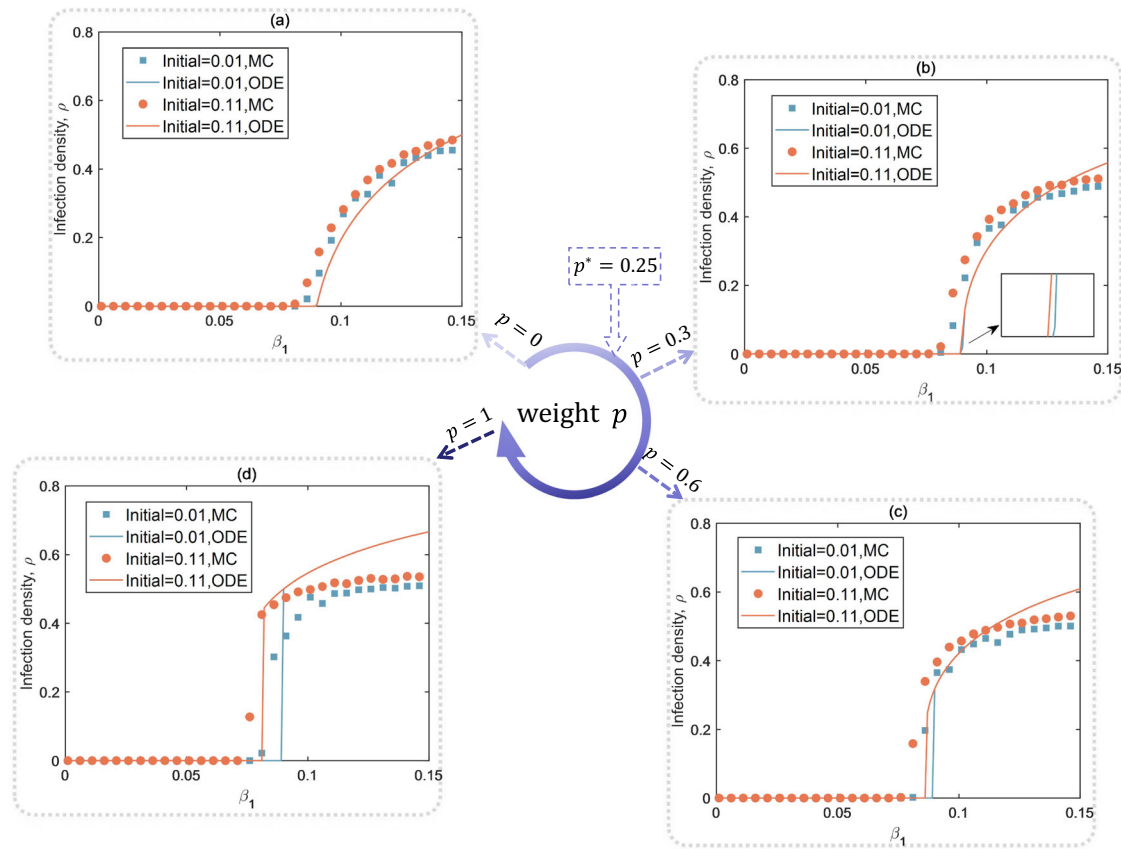 (a)
0.8
0.6
0.4
0.2
0
Infection density, ρ
Initial=0.01,MC
Initial=0.01,ODE
Initial=0.11,MC
Initial=0.11,ODE
0
0.05
0.1
0.15
β₁
(b)
0.8
0.6
0.4
0.2
0
Infection density, ρ
Initial=0.01,MC
Initial=0.01,ODE
Initial=0.11,MC
Initial=0.11,ODE
0
0.05
0.1
0.15
β₁
p* = 0.25
p = 0
p = 0.3
weight p
p = 1
p = 0.6
(d)
0.8
0.6
0.4
0.2
0
Infection density, ρ
Initial=0.01,MC
Initial=0.01,ODE
Initial=0.11,MC
Initial=0.11,ODE
0
0.05
0.1
0.15
β₁
(c)
0.8
0.6
0.4
0.2
0
Infection density, ρ
Initial=0.01,MC
Initial=0.01,ODE
Initial=0.11,MC
Initial=0.11,ODE
0
0.05
0.1
0.15
β₁